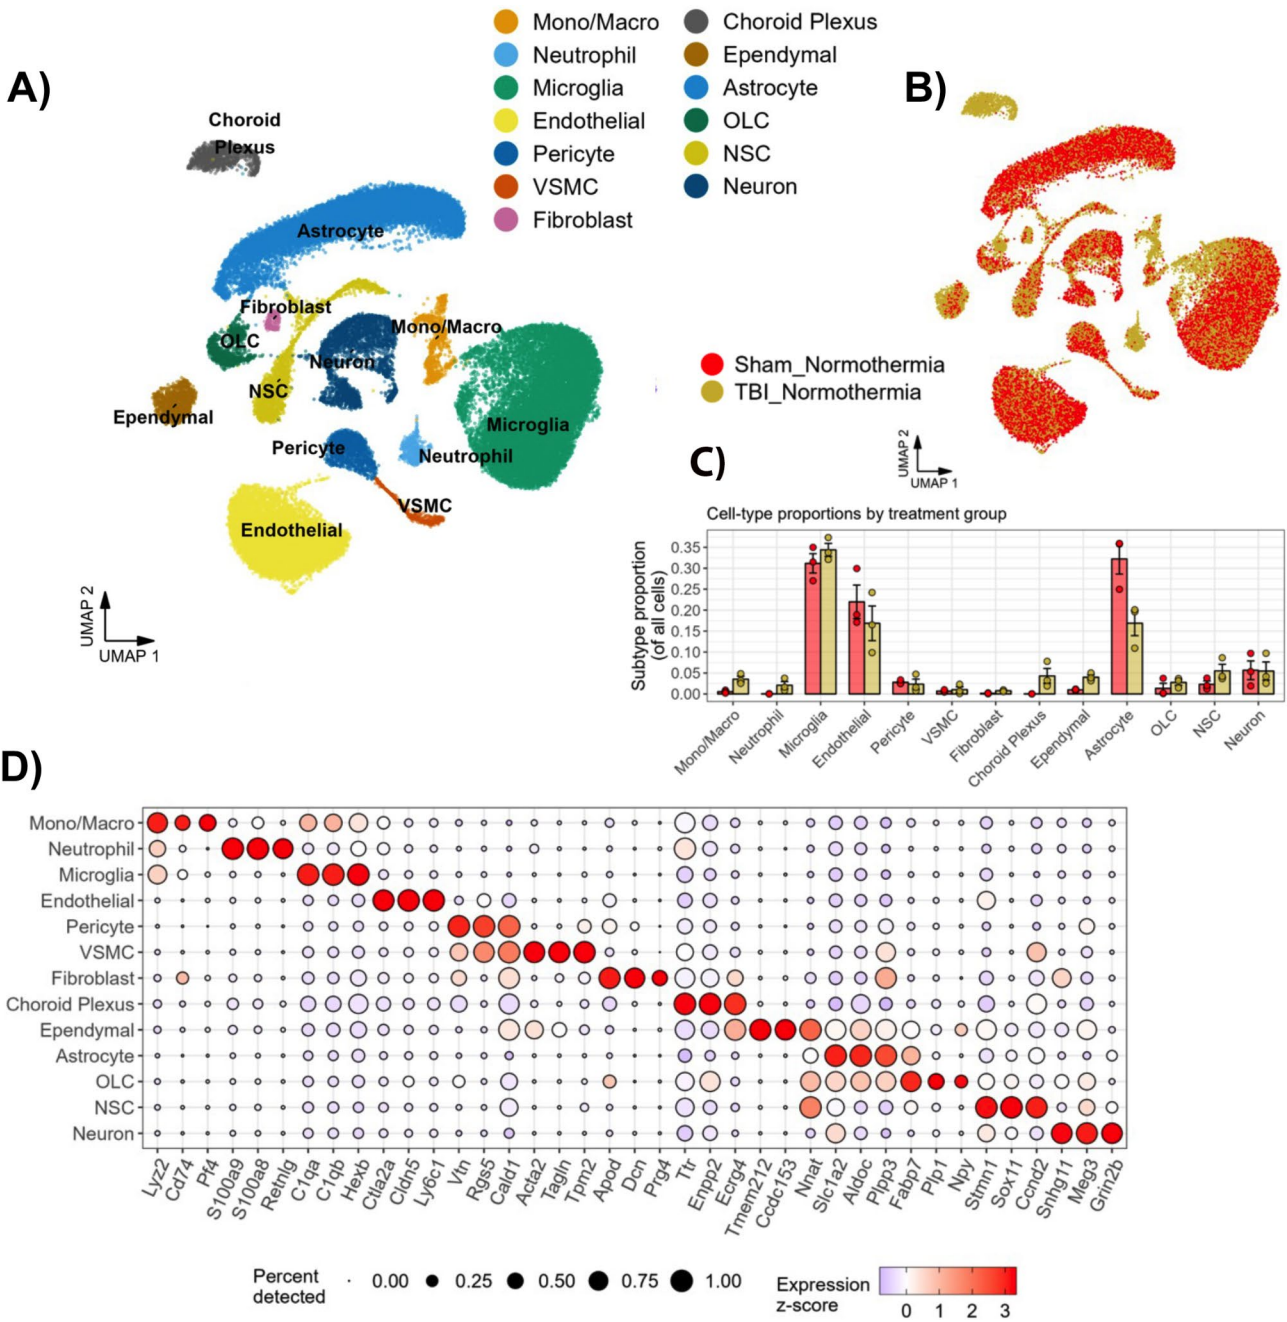 A)
Mono/Macro
Neutrophil
Microglia
Endothelial
Pericyte
VSMC
Fibroblast
Choroid Plexus
Ependymal
Astrocyte
OLC
NSC
Neuron
Choroid
Plexus
Astrocyte
Fibroblast
OLC
Mono/Macro
Neuron
NSC
Ependymal
Microglia
Pericyte
Neutrophil
VSMC
Endothelial
UMAP 2
UMAP 1
B)
Sham_Normothermia
TBI_Normothermia
UMAP 2
UMAP 1
C)
Cell-type proportions by treatment group
Subtype proportion
(of all cells)
0.35
0.30
0.25
0.20
0.15
0.10
0.05
0.00
Mono/Macro
Neutrophil
Microglia
Endothelial
Pericyte
VSMC
Fibroblast
Choroid Plexus
Ependymal
Astrocyte
OLC
NSC
Neuron
D)
Mono/Macro
Neutrophil
Microglia
Endothelial
Pericyte
VSMC
Fibroblast
Choroid Plexus
Ependymal
Astrocyte
OLC
NSC
Neuron
Lyz2
Cd74
Pf4
S100a9
S100a8
Retnlg
C1qa
C1qb
Hexb
Ctla2a
Cldn5
Ly6c1
Vtn
Rgs5
Cald1
Acta2
Tagln
Tpm2
Apod
Dcn
Prg4
Ttr
Enpp2
Ecrg4
Tmem212
Ccdc153
Nnat
Slc1a2
Aldoc
Plpp3
Fabp7
Plp1
Npy
Stmn1
Sox11
Ccnd2
Snhg11
Meg3
Grin2b
Percent
detected
0.00
0.25
0.50
0.75
1.00
Expression
z-score
0 1 2 3